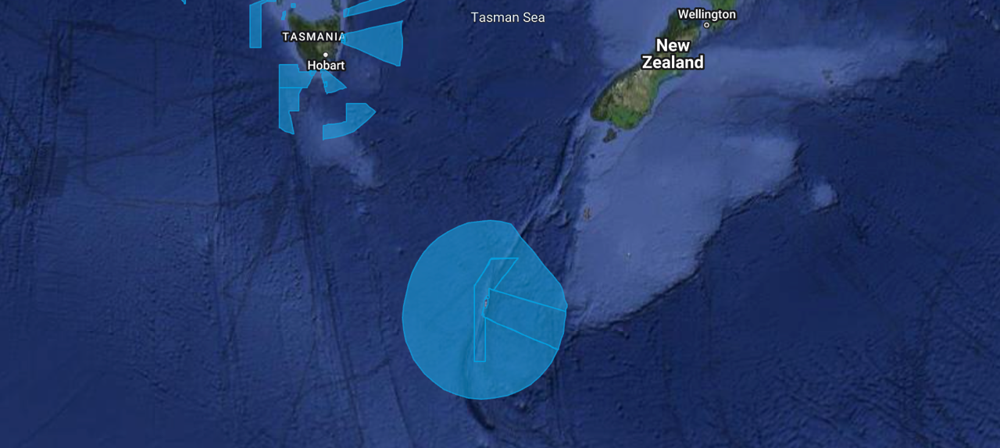 Tasman Sea
Wellington
TASMANIA
New
Zealand
Hobart